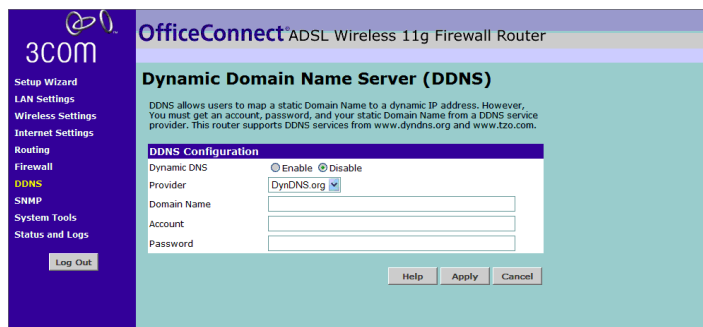 3COM
OfficeConnect® ADSL Wireless 11g Firewall Router
Setup Wizard
LAN Settings
Wireless Settings
Internet Settings
Routing
Firewall
DDNS
SNMP
System Tools
Status and Logs
Log Out
Dynamic Domain Name Server (DDNS)
DDNS allows users to map a static Domain Name to a dynamic IP address. However,
You must get an account, password, and your static Domain Name from a DDNS service
provider. This router supports DDNS services from www.dyndns.org and www.tzo.com.
DDNS Configuration
Dynamic DNS Enable Disable
Provider DynDNS.org
Domain Name
Account
Password
Help Apply Cancel